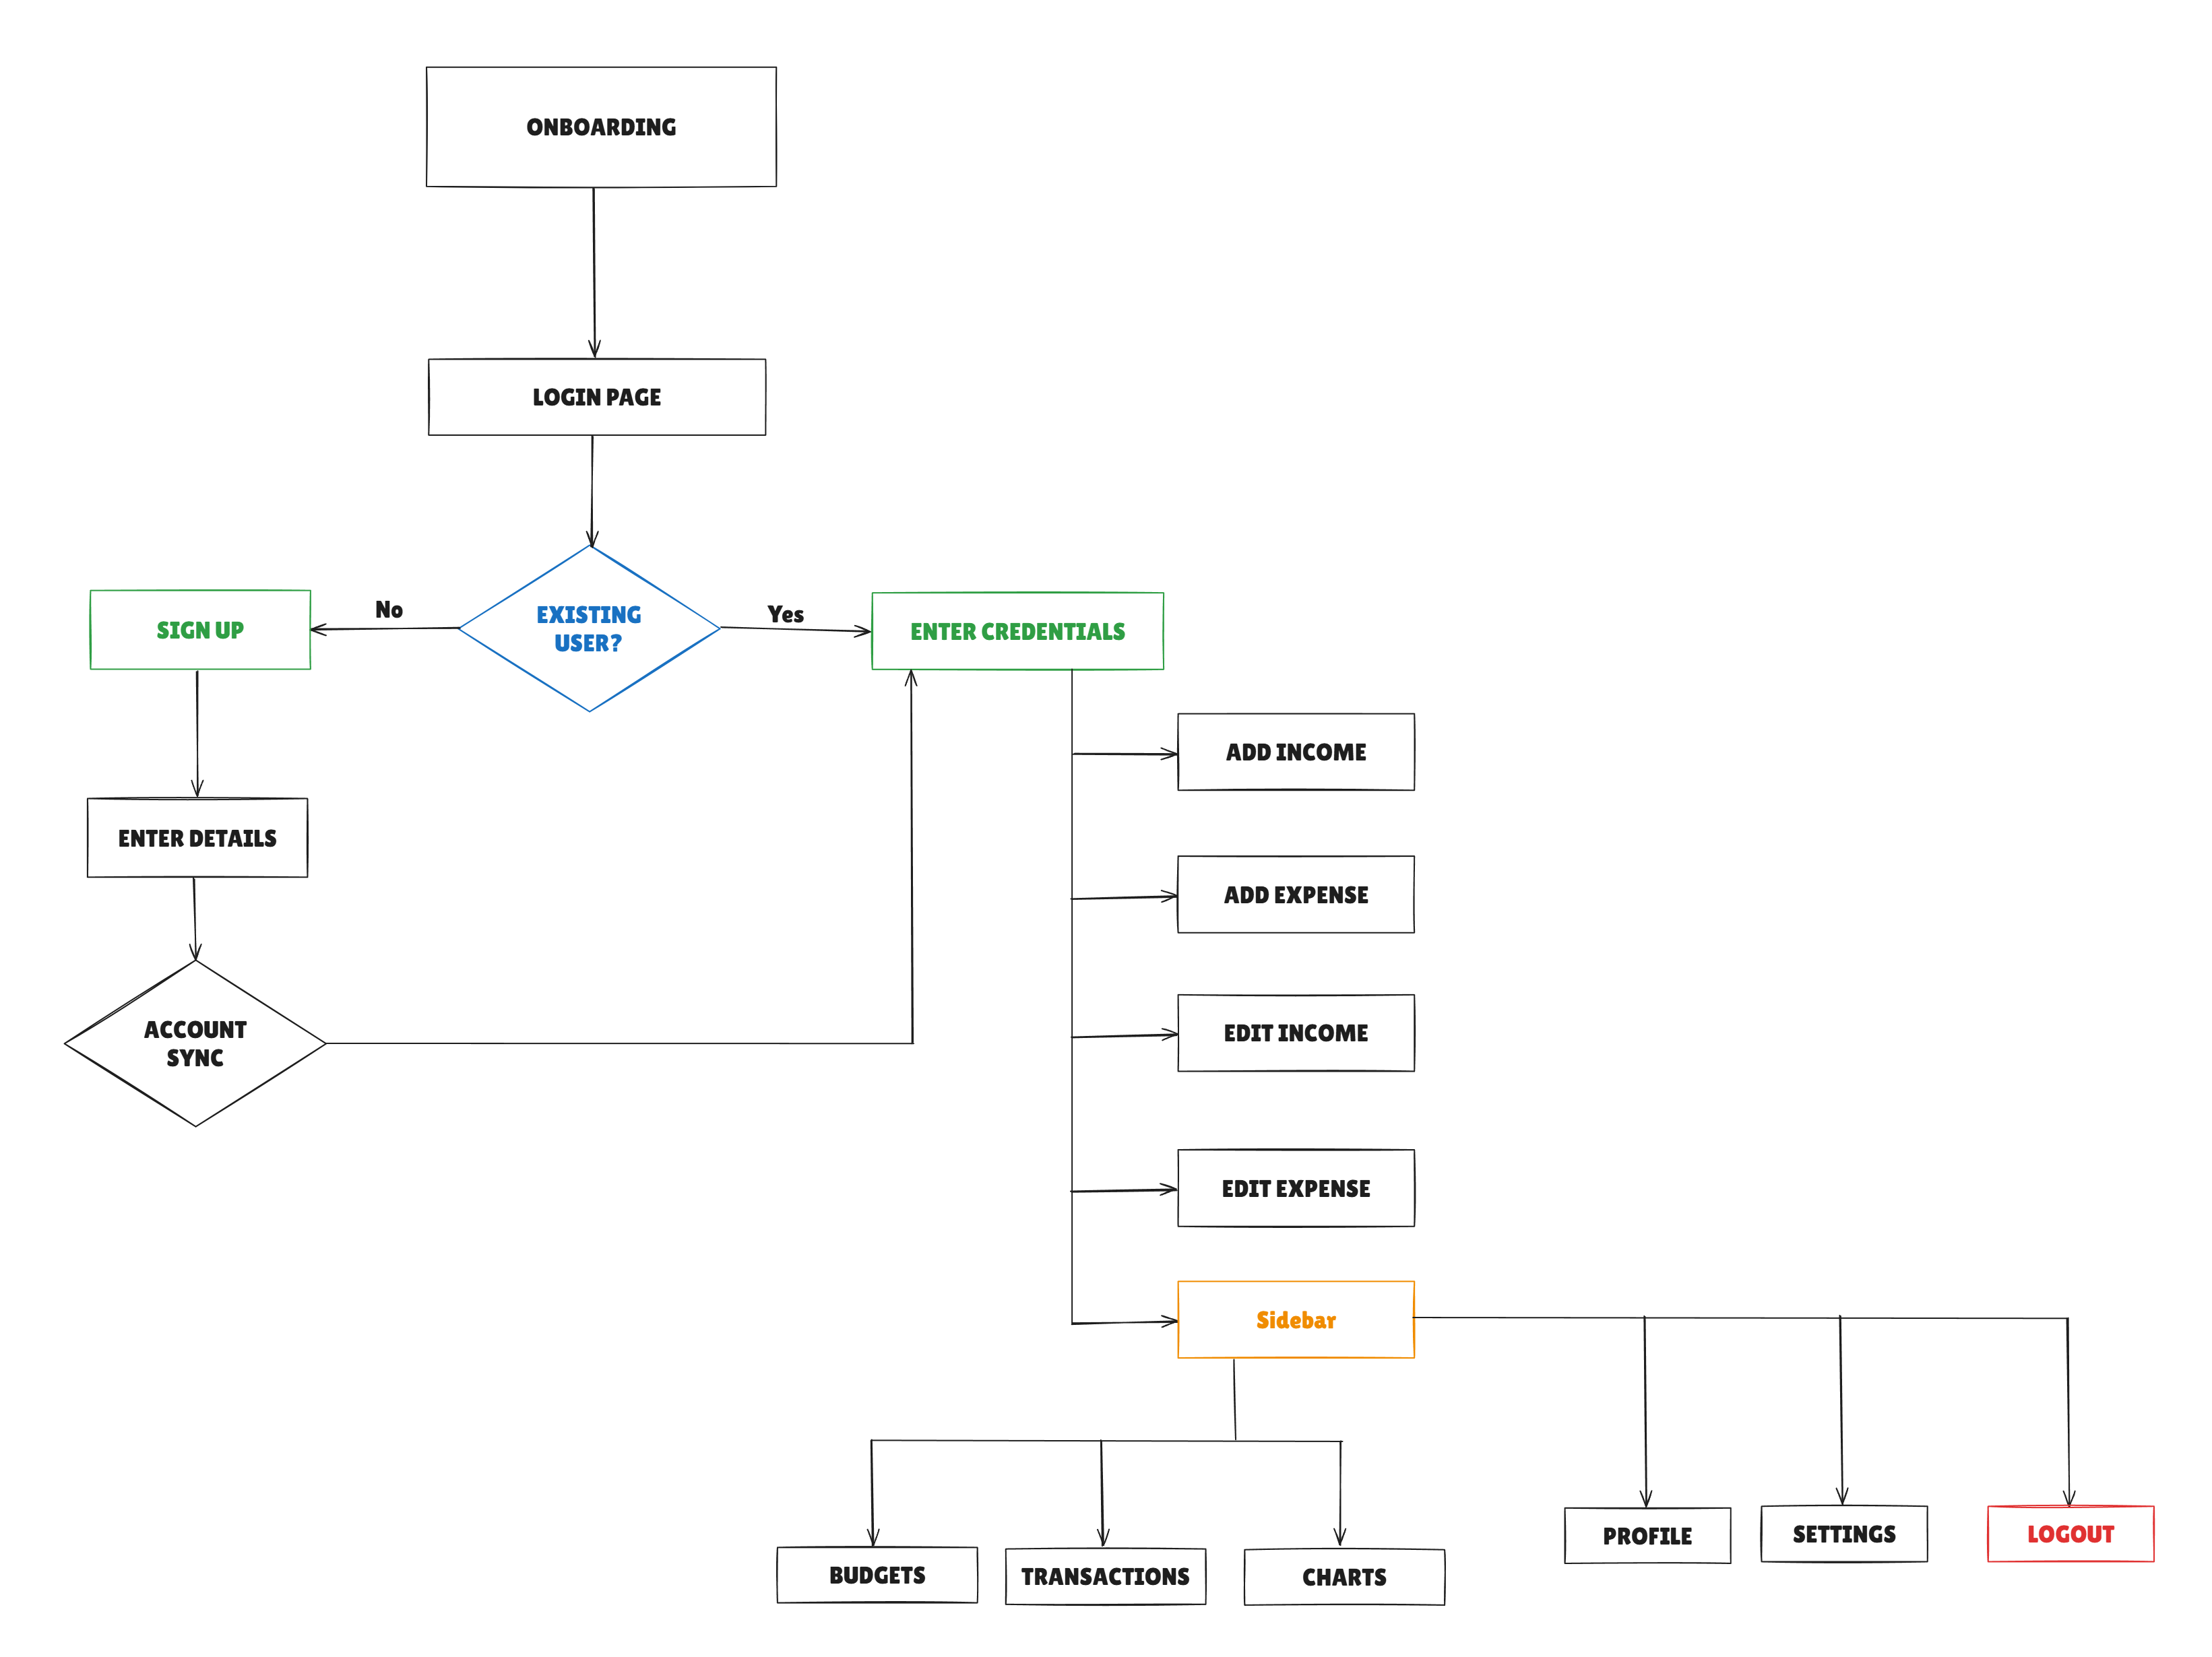 ONBOARDING
LOGIN PAGE
No
Yes
SIGN UP
EXISTING
USER?
ENTER CREDENTIALS
ADD INCOME
ENTER DETAILS
ADD EXPENSE
ACCOUNT
SYNC
EDIT INCOME
EDIT EXPENSE
Sidebar
PROFILE
SETTINGS
LOGOUT
BUDGETS
TRANSACTIONS
CHARTS